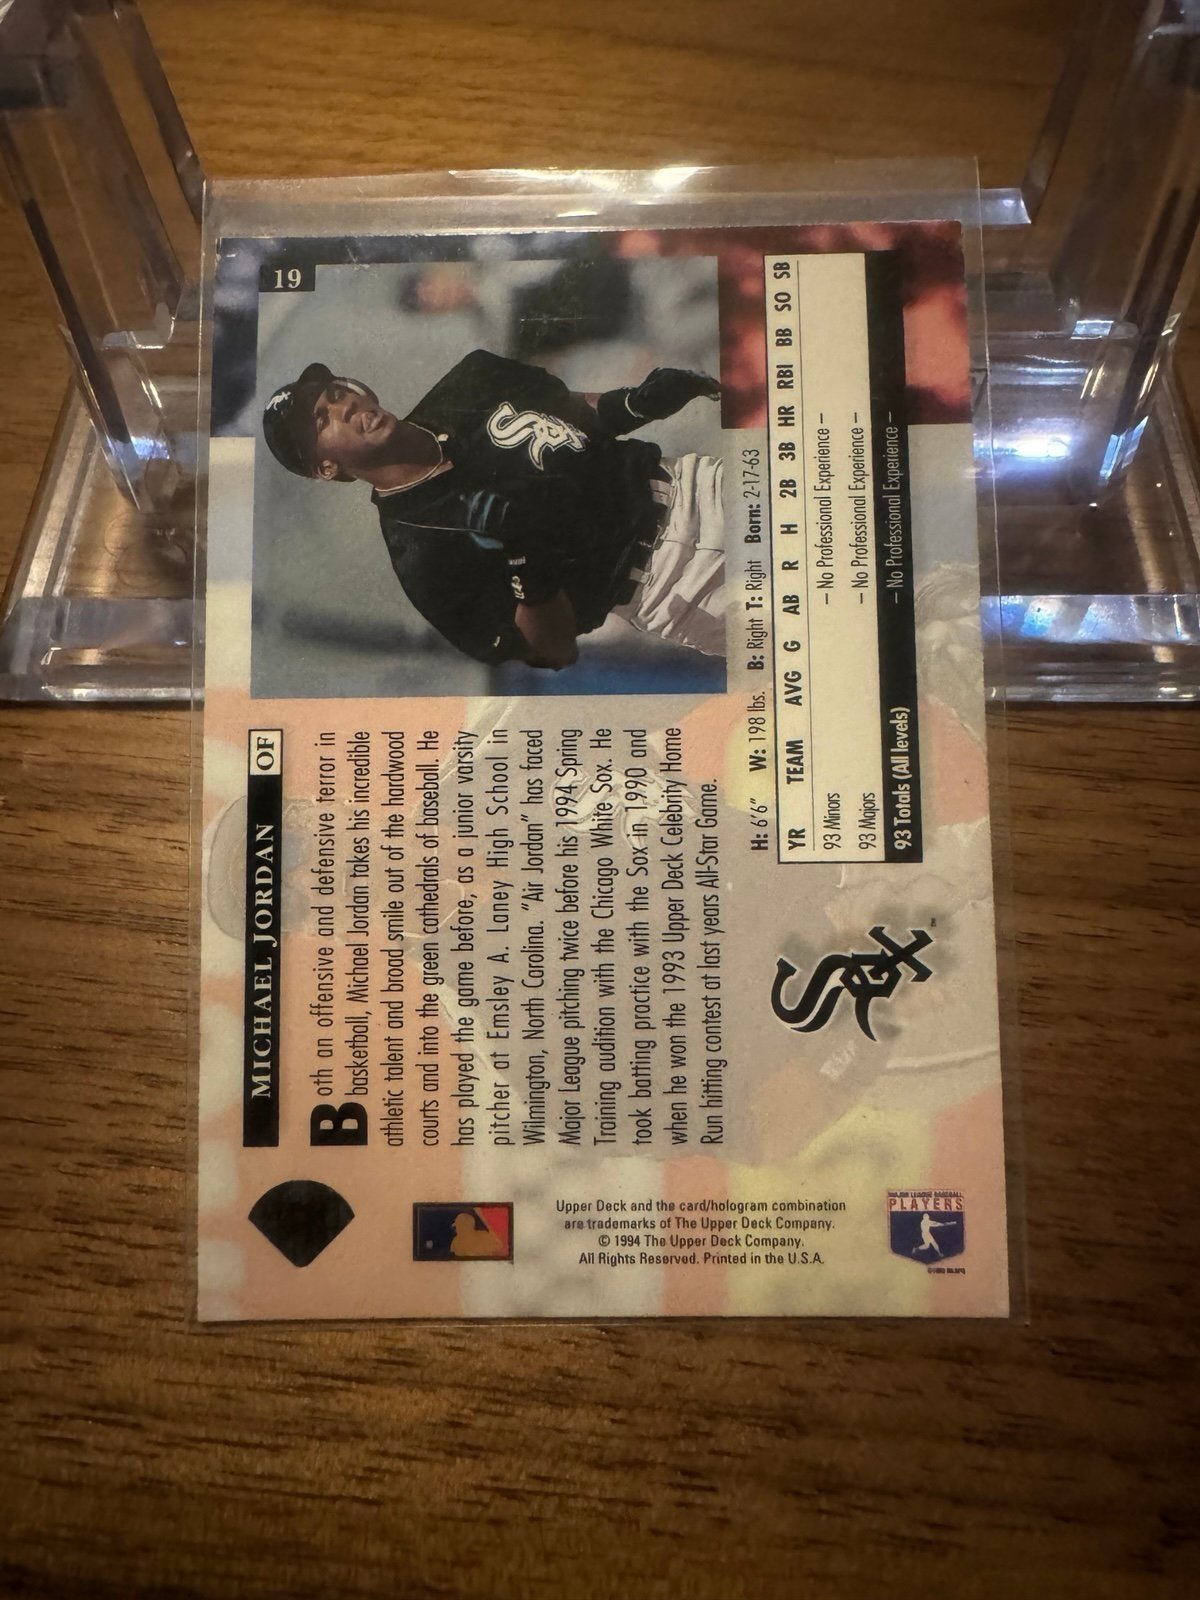 19
MICHAEL JORDAN OF
Both an offensive and defensive terror in
basketball, Michael Jordan takes his incredible
athletic talent and broad smile out of the hardwood
courts and into the green cathedrals of baseball. He
has played the game before, as a junior varsity
pitcher at Emsley A. Laney High School in
Wilmington, North Carolina. "Air Jordan" has faced
Major League pitching twice before his 1994 Spring
Training audition with the Chicago White Sox. He
took batting practice with the Sox in 1990 and
when he won the 1993 Upper Deck Celebrity Home
Run hitting contest at last years All-Star Game.
Sox
H: 6'6" W: 198 lbs. B: Right T: Right Born: 2-17-63
YR TEAM AVG G AB R H 2B 3B HR RBI BB SO SB
93 Minors – No Professional Experience –
93 Majors – No Professional Experience –
93 Totals (All levels) – No Professional Experience –
Sox
TM
Upper Deck and the card/hologram combination
are trademarks of The Upper Deck Company.
© 1994 The Upper Deck Company.
All Rights Reserved. Printed in the U.S.A.
MAJOR LEAGUE BASEBALL
PLAYERS